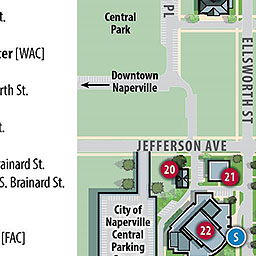 t.
ter [WAC]
rth St.
t.
rainard St.
S. Brainard St.
[FAC]
Central
Park
PL
ELLSWORTH ST
Downtown
Naperville
JEFFERSON AVE
20
21
City of
Naperville
Central
Parking
22
S